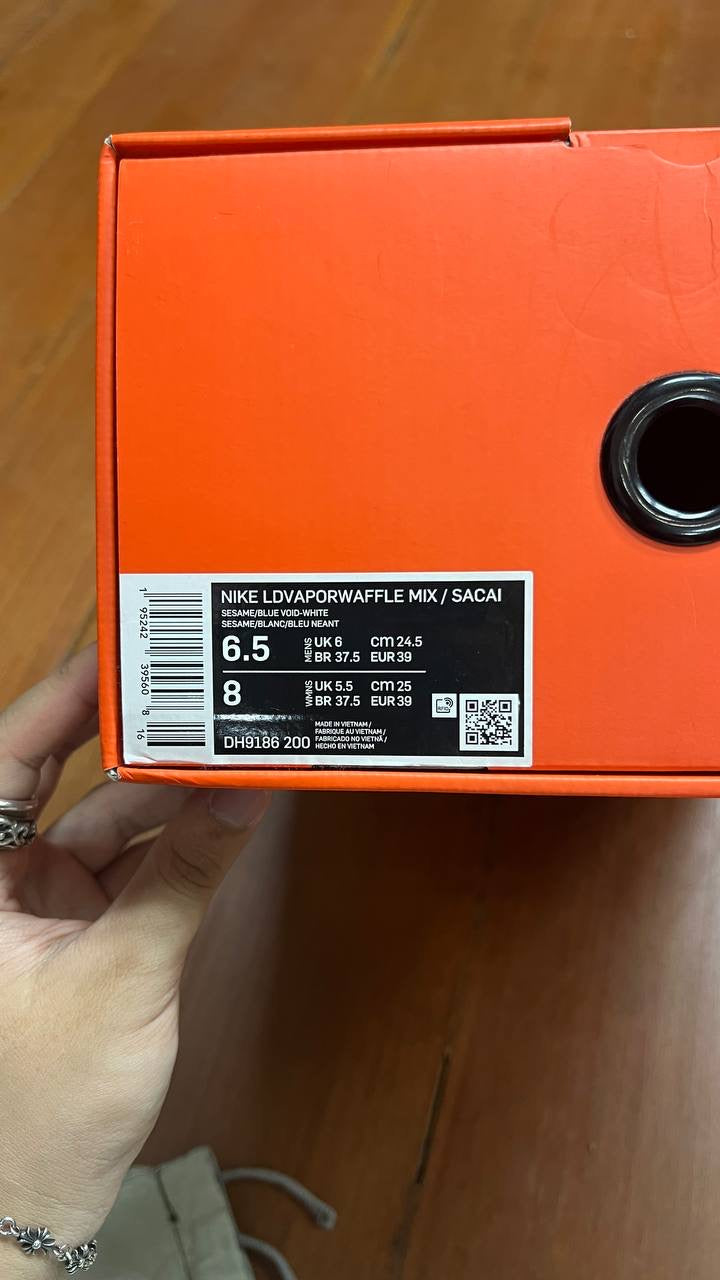 NIKE LDVAPORWAFFLE MIX / SACAI
SESAME/BLUE VOID-WHITE
SESAME/BLANC/BLEU NEANT
6.5 MENS UK 6 CM 24.5
BR 37.5 EUR 39
8 WMNS UK 5.5 CM 25
BR 37.5 EUR 39
RFID
MADE IN VIETNAM /
FABRIQUE AU VIETNAM /
FABRICADO NO VIETNÃ /
HECHO EN VIETNAM
DH9186 200
1 95242 39560 8 16